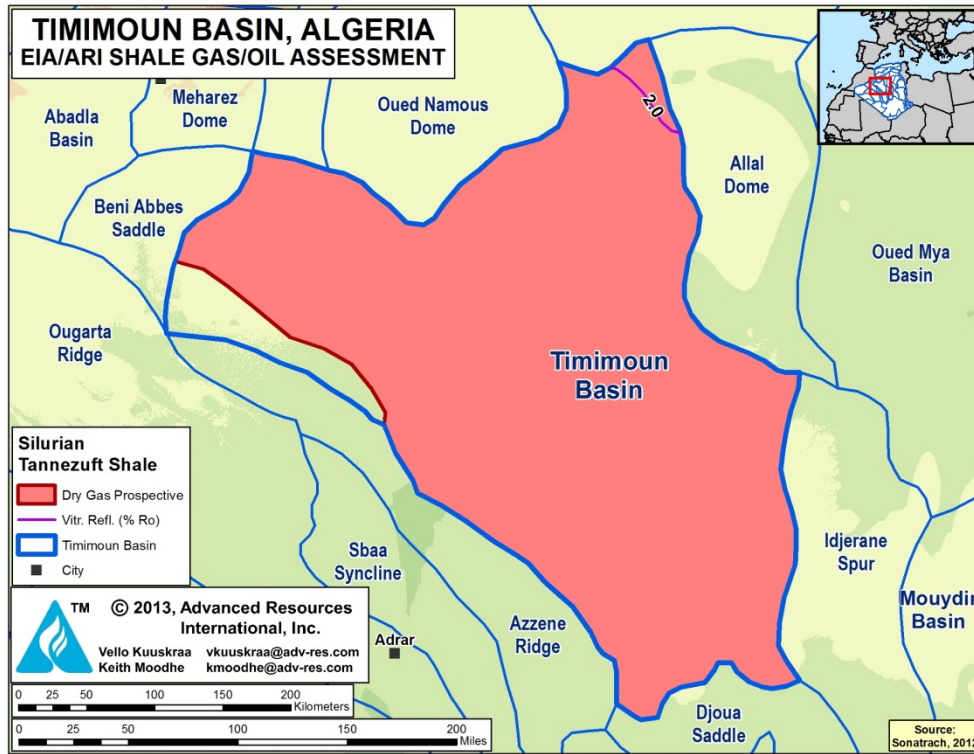 TIMIMOUN BASIN, ALGERIA
EIA/ARI SHALE GAS/OIL ASSESSMENT
Abadla
Basin
Meharez
Dome
Oued Namous
Dome
2.0
Allal
Dome
Beni Abbes
Saddle
Oued Mya
Basin
Ougarta
Ridge
Timimoun
Basin
Silurian
Tannezuft Shale
Dry Gas Prospective
Vitr. Refl. (% Ro)
Timimoun Basin
City
Sbaa
Syncline
Idjerane
Spur
Mouydir
Basin
Azzene
Ridge
Adrar
Djoua
Saddle
TM
© 2013, Advanced Resources
International, Inc.
Vello Kuuskraa vkuuskraa@adv-res.com
Keith Moodhe kmoodhe@adv-res.com
0 25 50 100 150 200
Kilometers
0 25 50 100 150 200
Miles
Source:
Sonatrach, 2012